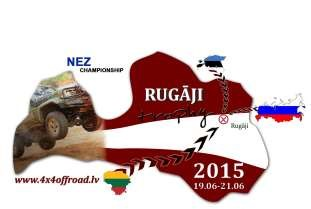 NEZ
CHAMPIONSHIP
RUGĀJI
trophy
Rugāji
www.4x4offroad.lv
2015
19.06-21.06